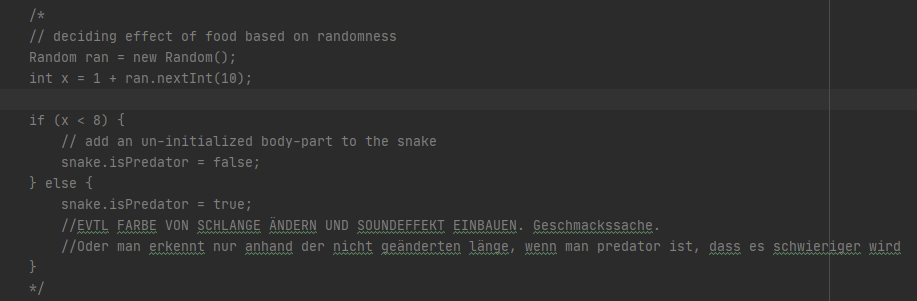 /*
// deciding effect of food based on randomness
Random ran = new Random();
int x = 1 + ran.nextInt(10);
if (x < 8) {
// add an un-initialized body-part to the snake
snake.isPredator = false;
} else {
snake.isPredator = true;
//EVTL FARBE VON SCHLANGE ÄNDERN UND SOUNDEFFEKT EINBAUEN. Geschmackssache.
//Oder man erkennt nur anhand der nicht geänderten länge, wenn man predator ist, dass es schwieriger wird
}
*/